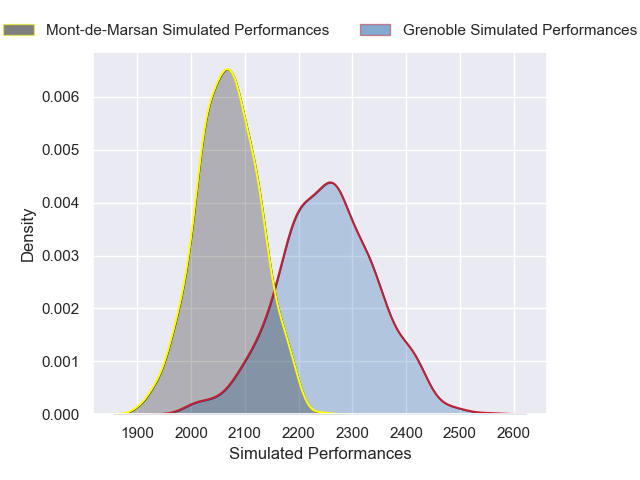 Mont-de-Marsan Simulated Performances Grenoble Simulated Performances
0.006
0.005
0.004
0.003
0.002
0.001
0.000
Density
1900 2000 2100 2200 2300 2400 2500 2600
Simulated Performances